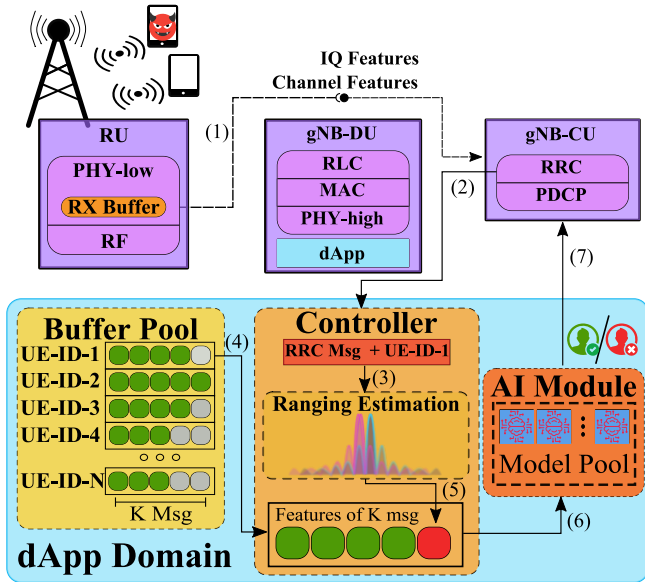 IQ Features
Channel Features
(1)
RU
PHY-low
RX Buffer
RF
gNB-DU
RLC
MAC
PHY-high
dApp
(2)
gNB-CU
RRC
PDCP
(7)
Buffer Pool
UE-ID-1
UE-ID-2
UE-ID-3
UE-ID-4
UE-ID-N
K Msg
(4)
Controller
RRC Msg + UE-ID-1
(3)
Ranging Estimation
(5)
Features of K msg
(6)
AI Module
Model Pool
dApp Domain